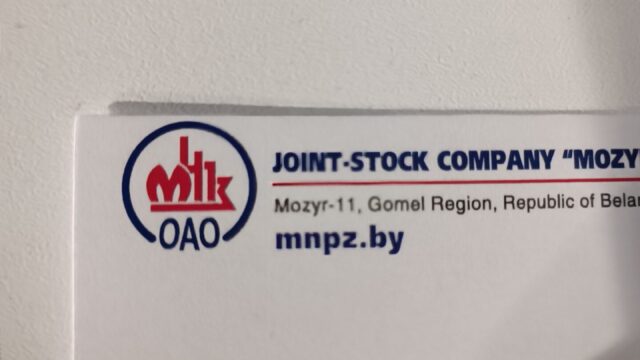 ОАО
JOINT-STOCK COMPANY “MOZY
Mozyr-11, Gomel Region, Republic of Belar
mnpz.by